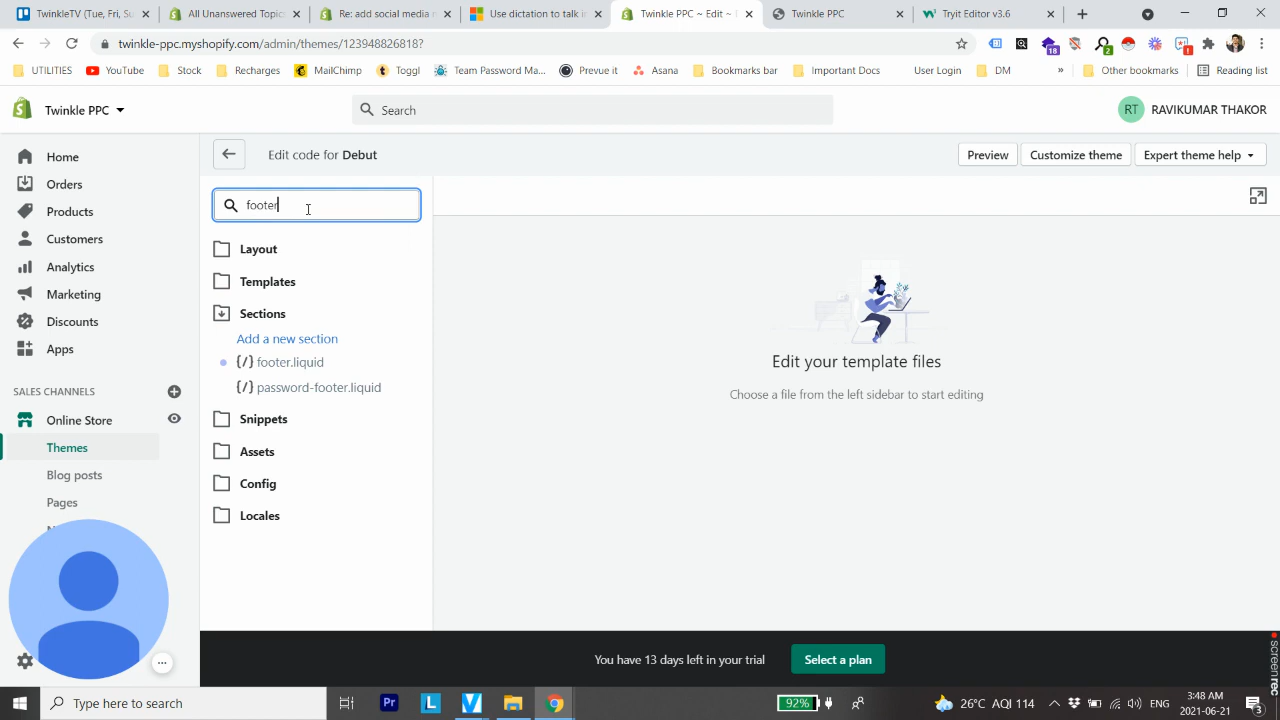 TwinkleTV (Tue, Fri, Su
All Unanswered Topics
Re: add social media
Use dictation to talk i
Twinkle PPC ~ Edit ~
Twinkle PPC
Tryit Editor v3.6
twinkle-ppc.myshopify.com/admin/themes/123948826818?
18
2
1
UTILITIES
YouTube
Stock
Recharges
MailChimp
Toggl
Team Password Ma...
Prevue it
Asana
Bookmarks bar
Important Docs
User Login
DM
»
Other bookmarks
Reading list
Twinkle PPC
Search
RT
RAVIKUMAR THAKOR
Home
Orders
Products
Customers
Analytics
Marketing
Discounts
Apps
SALES CHANNELS
Online Store
Themes
Blog posts
Pages
Edit code for Debut
Preview
Customize theme
Expert theme help
footer
Layout
Templates
Sections
Add a new section
{/} footer.liquid
{/} password-footer.liquid
Snippets
Assets
Config
Locales
Edit your template files
Choose a file from the left sidebar to start editing
You have 13 days left in your trial
Select a plan
screenrec
Type here to search
Pr
L
V
92%
26°C AQI 114
ENG
3:48 AM
2021-06-21
3